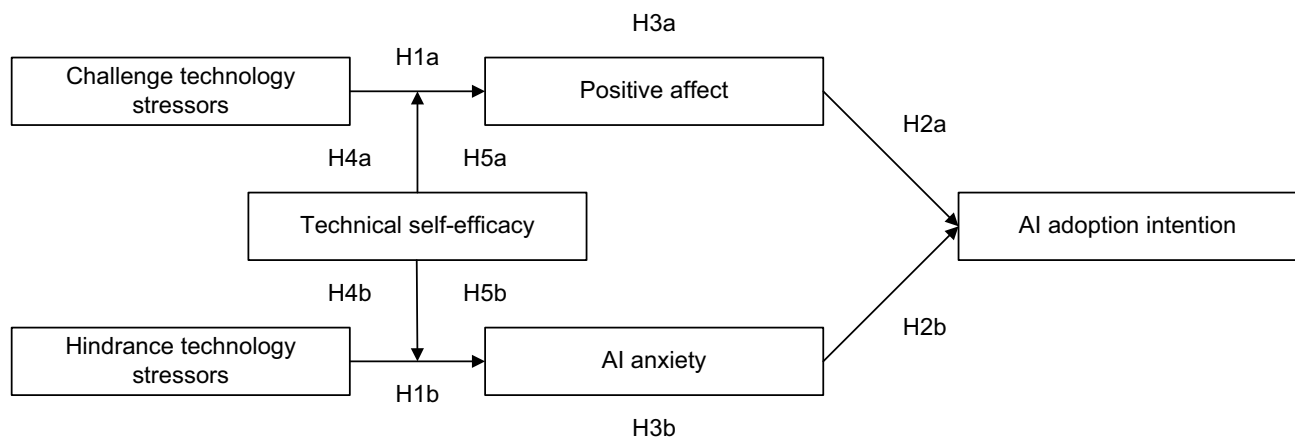 H3a
H1a
Challenge technology
stressors
Positive affect
H2a
H4a
H5a
Technical self-efficacy
AI adoption intention
H4b
H5b
Hindrance technology
stressors
AI anxiety
H2b
H1b
H3b